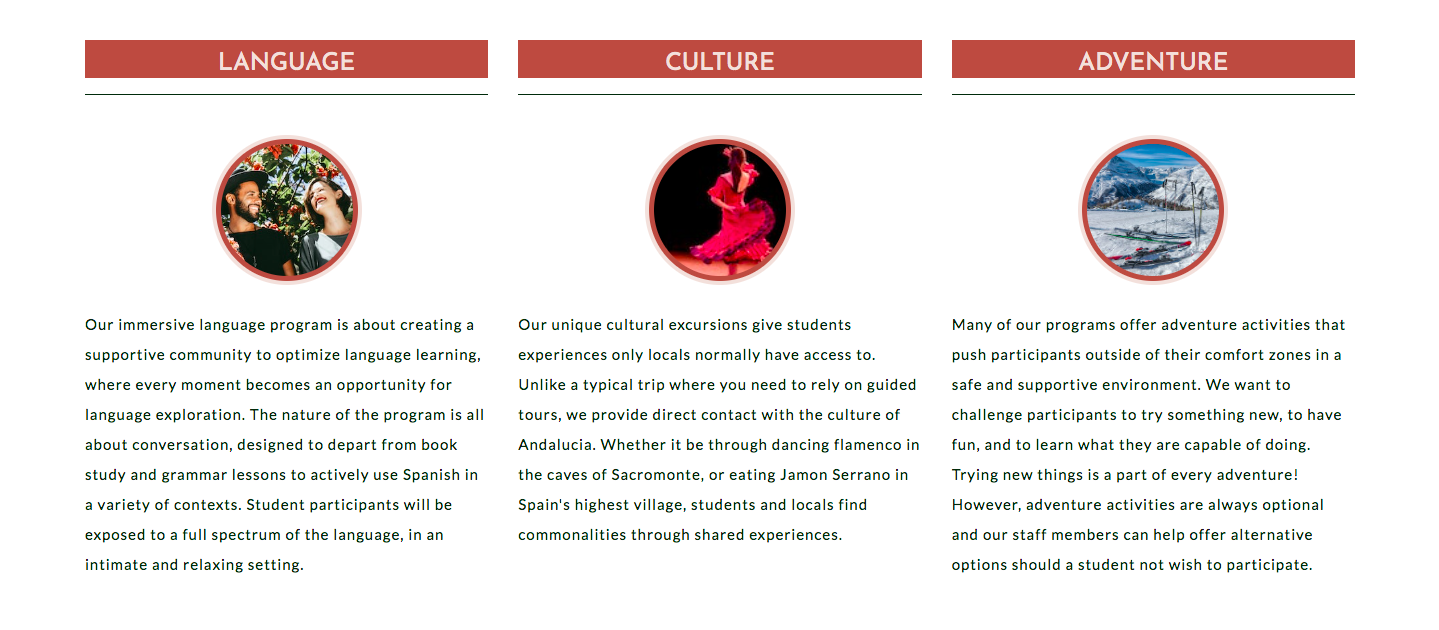 LANGUAGE
Our immersive language program is about creating a
supportive community to optimize language learning,
where every moment becomes an opportunity for
language exploration. The nature of the program is all
about conversation, designed to depart from book
study and grammar lessons to actively use Spanish in
a variety of contexts. Student participants will be
exposed to a full spectrum of the language, in an
intimate and relaxing setting.
CULTURE
Our unique cultural excursions give students
experiences only locals normally have access to.
Unlike a typical trip where you need to rely on guided
tours, we provide direct contact with the culture of
Andalucia. Whether it be through dancing flamenco in
the caves of Sacromonte, or eating Jamon Serrano in
Spain's highest village, students and locals find
commonalities through shared experiences.
ADVENTURE
Many of our programs offer adventure activities that
push participants outside of their comfort zones in a
safe and supportive environment. We want to
challenge participants to try something new, to have
fun, and to learn what they are capable of doing.
Trying new things is a part of every adventure!
However, adventure activities are always optional
and our staff members can help offer alternative
options should a student not wish to participate.